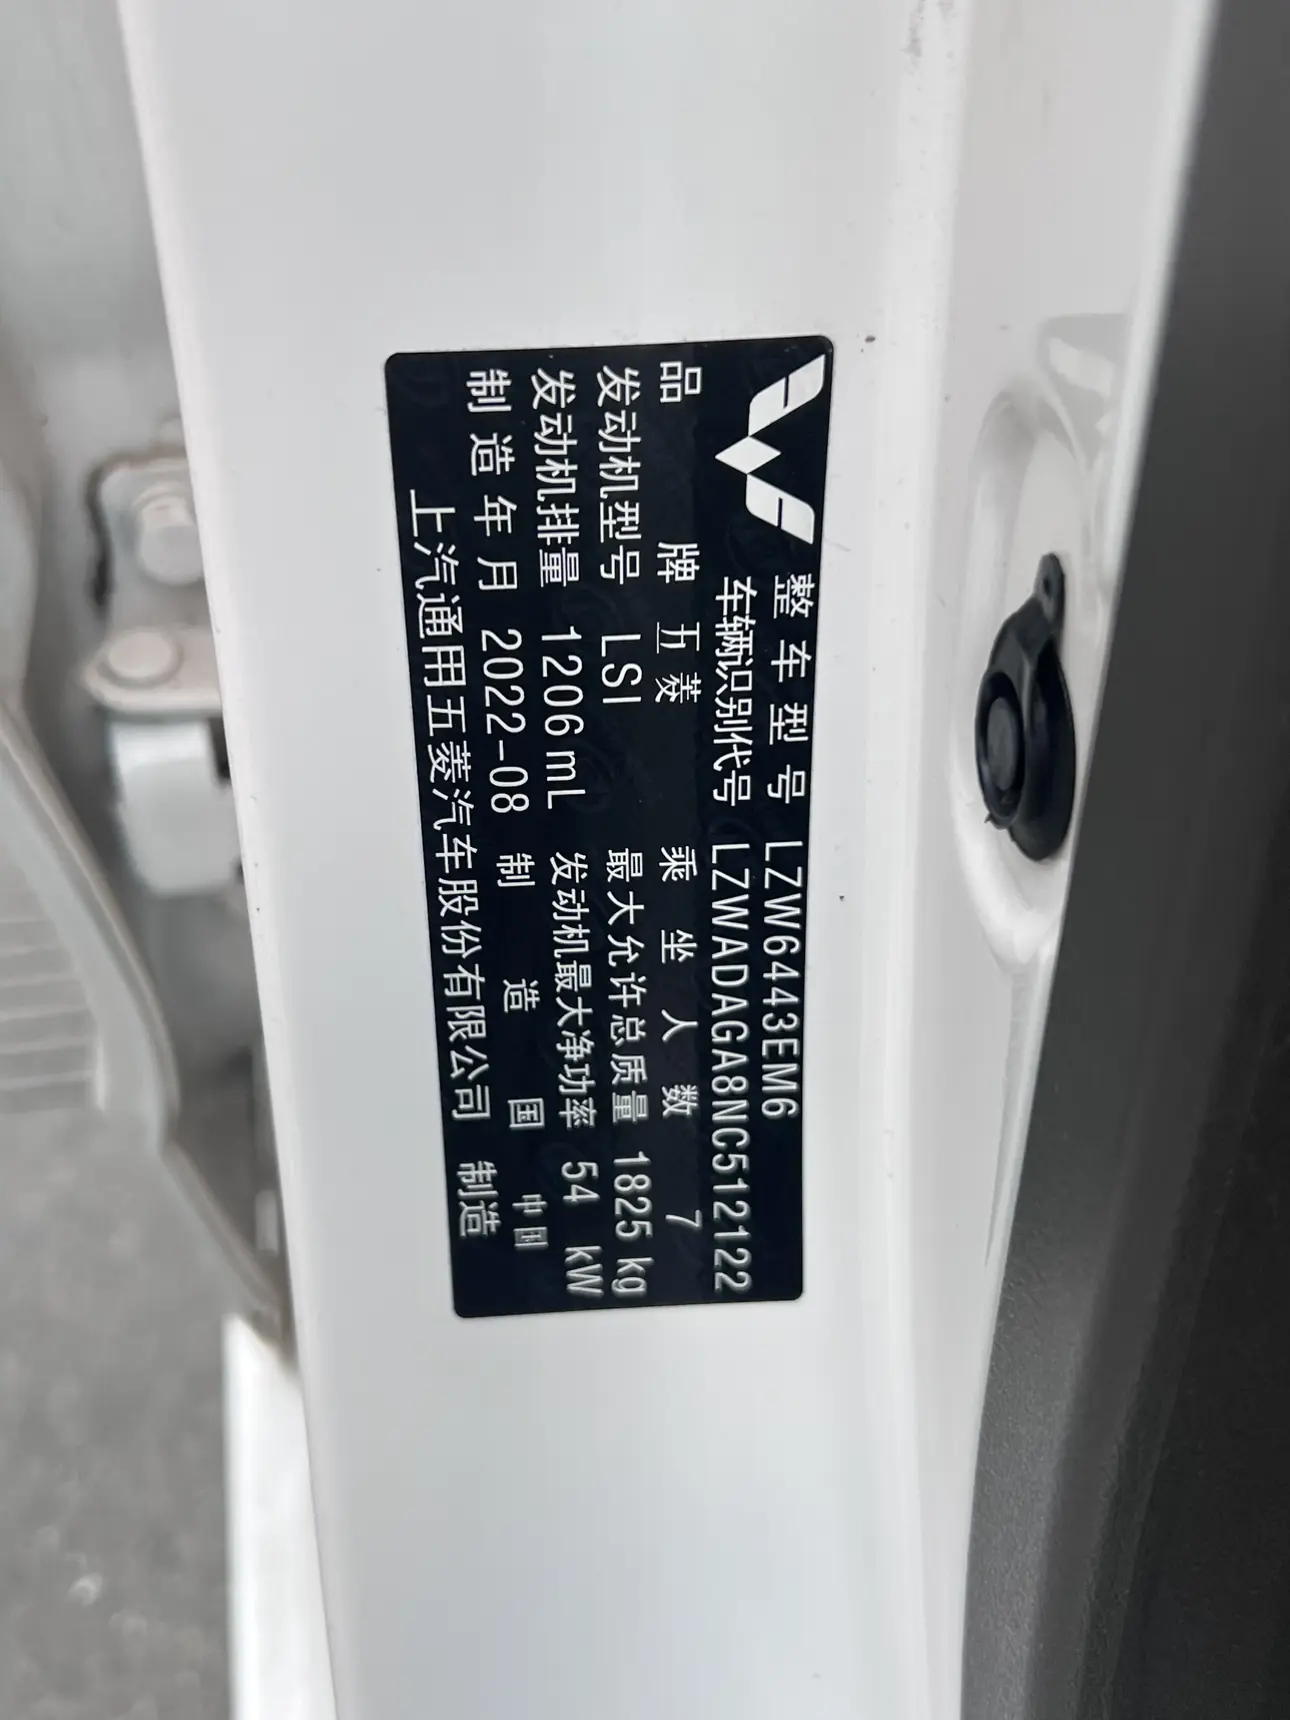 整车型号 LZW6443EM6
车辆识别代号 LZWADAGA8NC512122
品牌 五菱 乘坐人数 7
发动机型号 LSI 最大允许总质量 1825 kg
发动机排量 1206mL 发动机最大净功率 54 kW
制造年月 2022-08 制造国 中国
上汽通用五菱汽车股份有限公司 制造